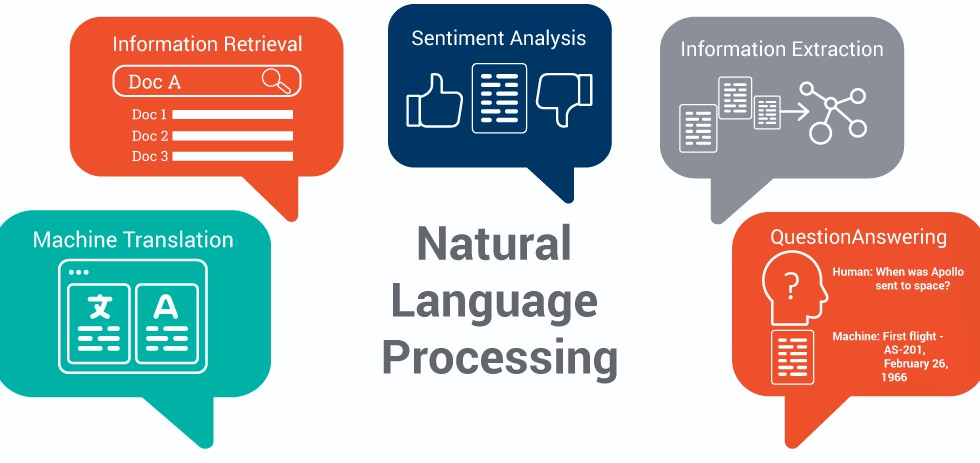 Information Retrieval
Doc A
Doc 1
Doc 2
Doc 3
Sentiment Analysis
Information Extraction
Machine Translation
文
A
Natural
Language
Processing
QuestionAnswering
?
Human: When was Apollo
sent to space?
Machine: First flight -
AS-201,
February 26,
1966